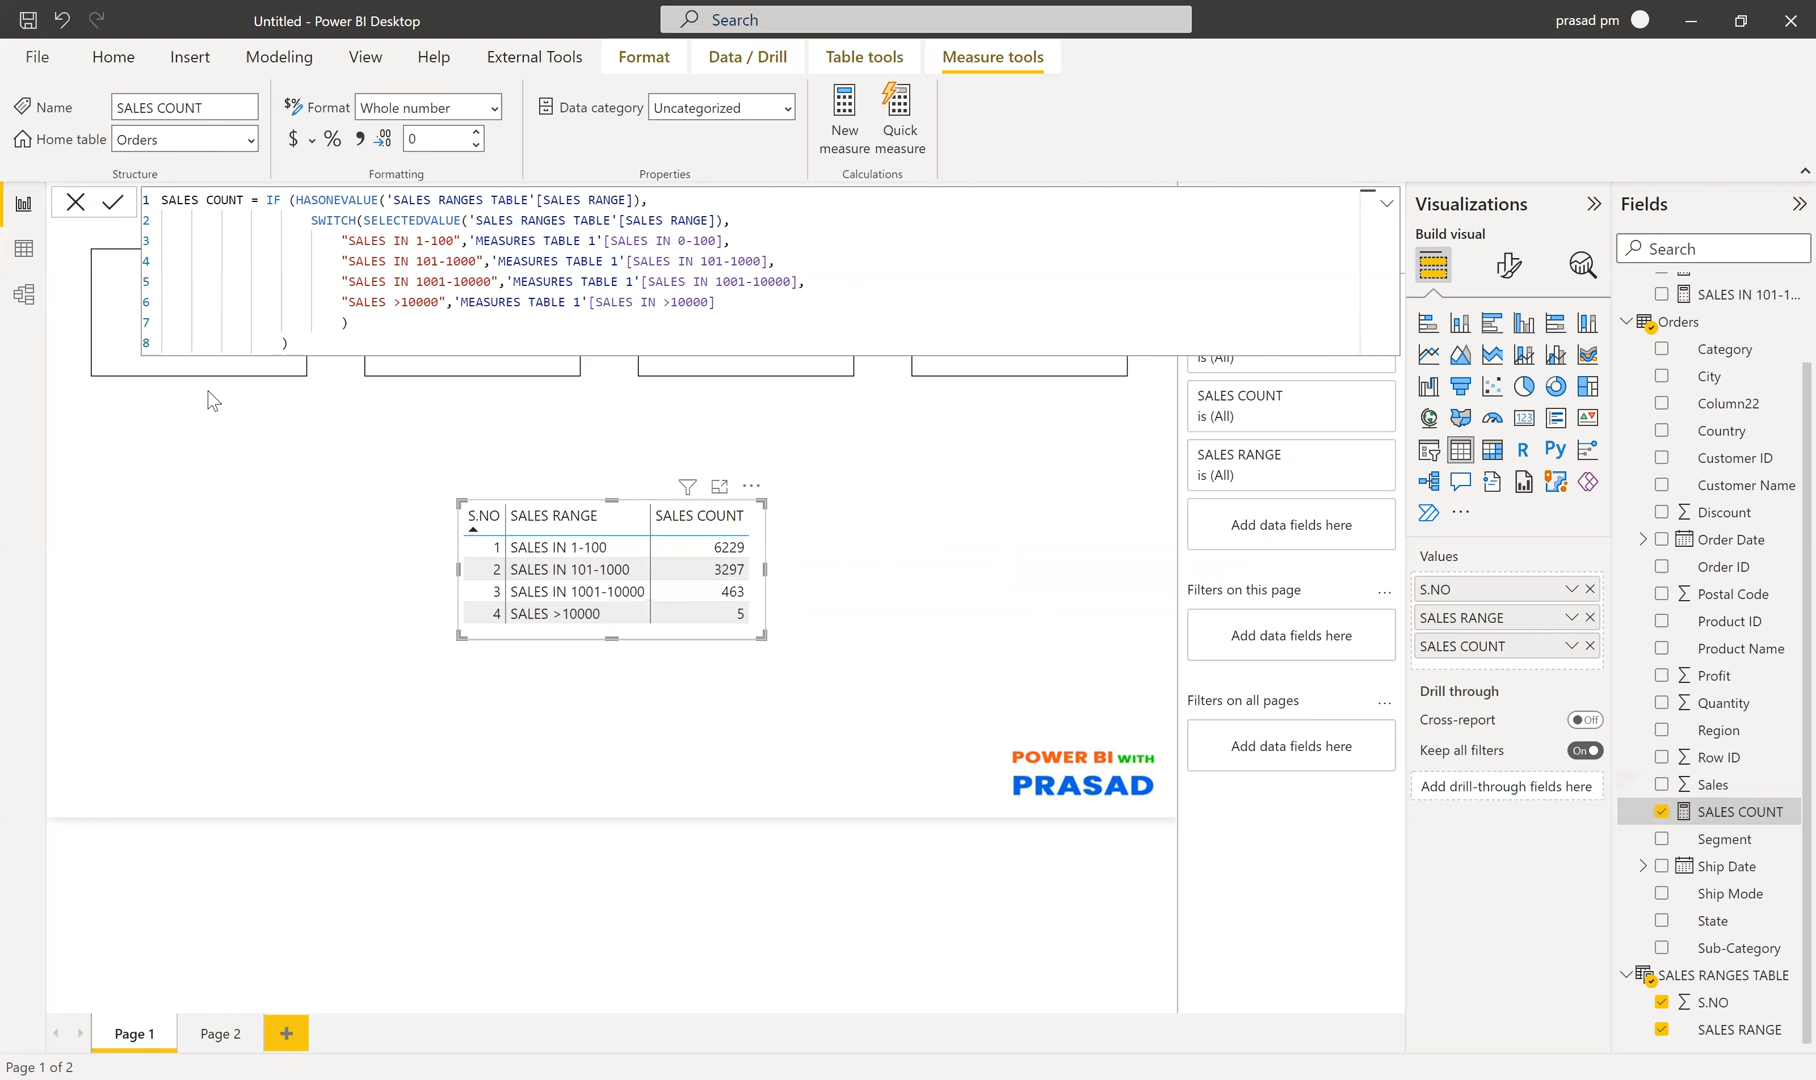 Untitled - Power BI Desktop
Search
prasad pm
File
Home
Insert
Modeling
View
Help
External Tools
Format
Data / Drill
Table tools
Measure tools
Name
SALES COUNT
Home table
Orders
Structure
Format
Whole number
$ %
0
Formatting
Data category
Uncategorized
Properties
New
measure
Quick
measure
Calculations
1 SALES COUNT = IF (HASONEVALUE('SALES RANGES TABLE'[SALES RANGE]),
2 SWITCH(SELECTEDVALUE('SALES RANGES TABLE'[SALES RANGE]),
3 "SALES IN 1-100",'MEASURES TABLE 1'[SALES IN 0-100],
4 "SALES IN 101-1000",'MEASURES TABLE 1'[SALES IN 101-1000],
5 "SALES IN 1001-10000",'MEASURES TABLE 1'[SALES IN 1001-10000],
6 "SALES >10000",'MEASURES TABLE 1'[SALES IN >10000]
7 )
8 )
S.NO SALES RANGE SALES COUNT
1 SALES IN 1-100 6229
2 SALES IN 101-1000 3297
3 SALES IN 1001-10000 463
4 SALES >10000 5
POWER BI WITH
PRASAD
is (All)
SALES COUNT
is (All)
SALES RANGE
is (All)
Add data fields here
Filters on this page
Add data fields here
Filters on all pages
Add data fields here
Visualizations
Build visual
123
R
Py
Values
S.NO
SALES RANGE
SALES COUNT
Drill through
Cross-report
Off
Keep all filters
On
Add drill-through fields here
Fields
Search
SALES IN 101-1...
Orders
Category
City
Column22
Country
Customer ID
Customer Name
Discount
Order Date
Order ID
Postal Code
Product ID
Product Name
Profit
Quantity
Region
Row ID
Sales
SALES COUNT
Segment
Ship Date
Ship Mode
State
Sub-Category
SALES RANGES TABLE
S.NO
SALES RANGE
Page 1
Page 2
Page 1 of 2